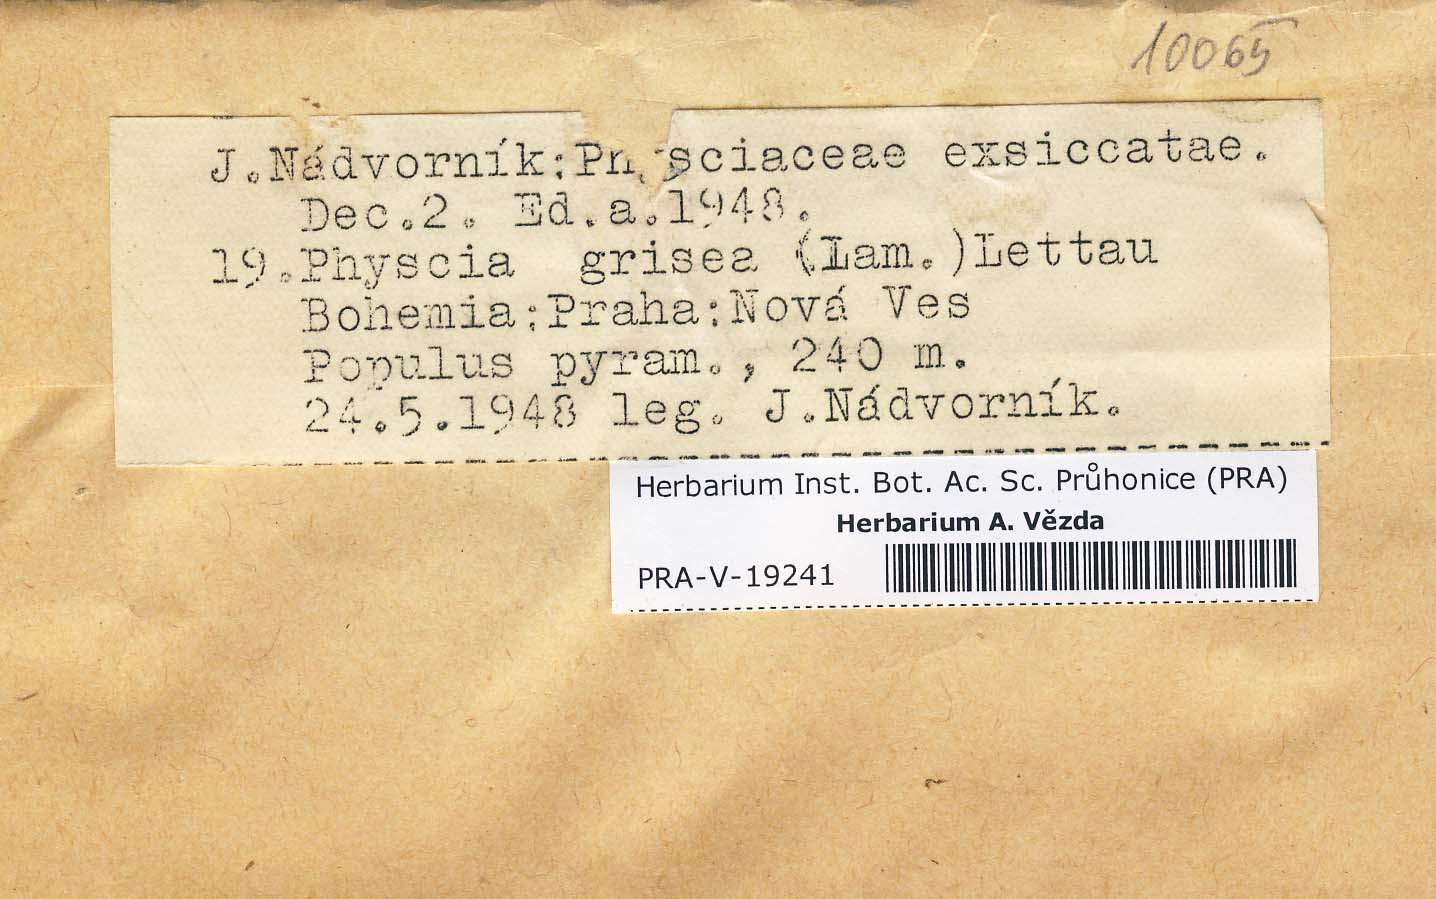 10065
J.Nádvorník:Physciaceae exsiccatae.
Dec.2. Ed.a.1948.
19.Physcia grisea (Lam.)Lettau
Bohemia:Praha:Nová Ves
Populus pyram., 240 m.
24.5.1948 leg. J.Nádvorník.
Herbarium Inst. Bot. Ac. Sc. Průhonice (PRA)
Herbarium A. Vězda
PRA-V-19241